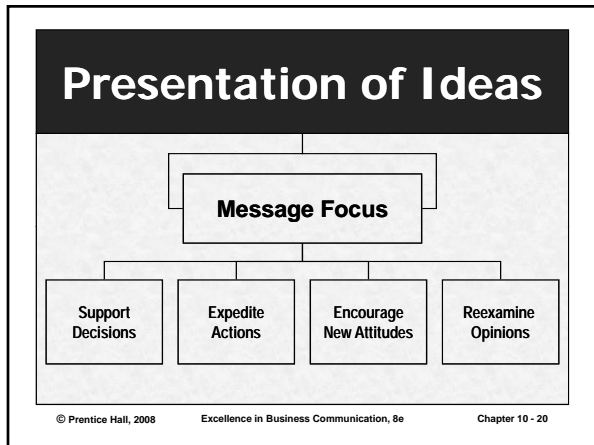 Presentation of Ideas
Message Focus
Support
Decisions
Expedite
Actions
Encourage
New Attitudes
Reexamine
Opinions
© Prentice Hall, 2008 Excellence in Business Communication, 8e Chapter 10 - 20